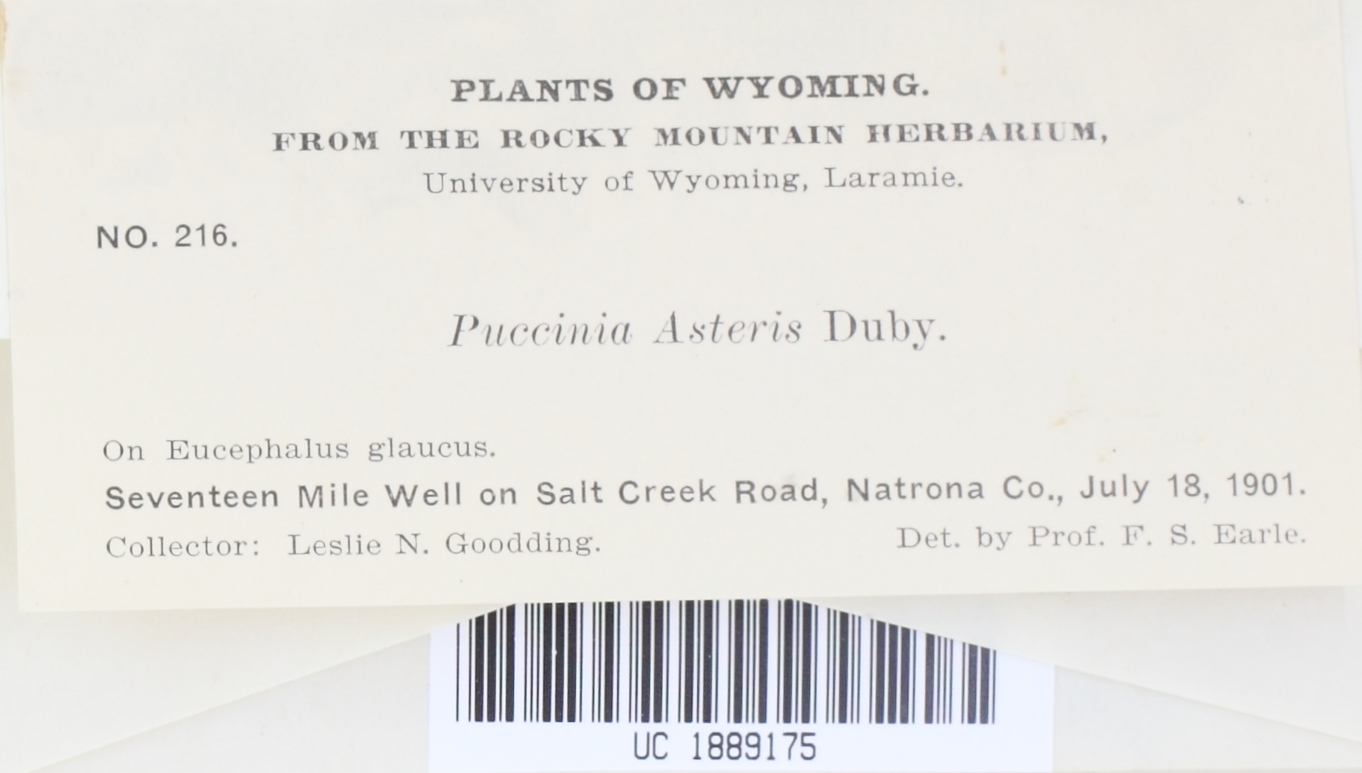 PLANTS OF WYOMING.
FROM THE ROCKY MOUNTAIN HERBARIUM,
University of Wyoming, Laramie.
NO. 216.
Puccinia Asteris Duby.
On Eucephalus glaucus.
Seventeen Mile Well on Salt Creek Road, Natrona Co., July 18, 1901.
Collector: Leslie N. Goodding. Det. by Prof. F. S. Earle.
UC 1889175